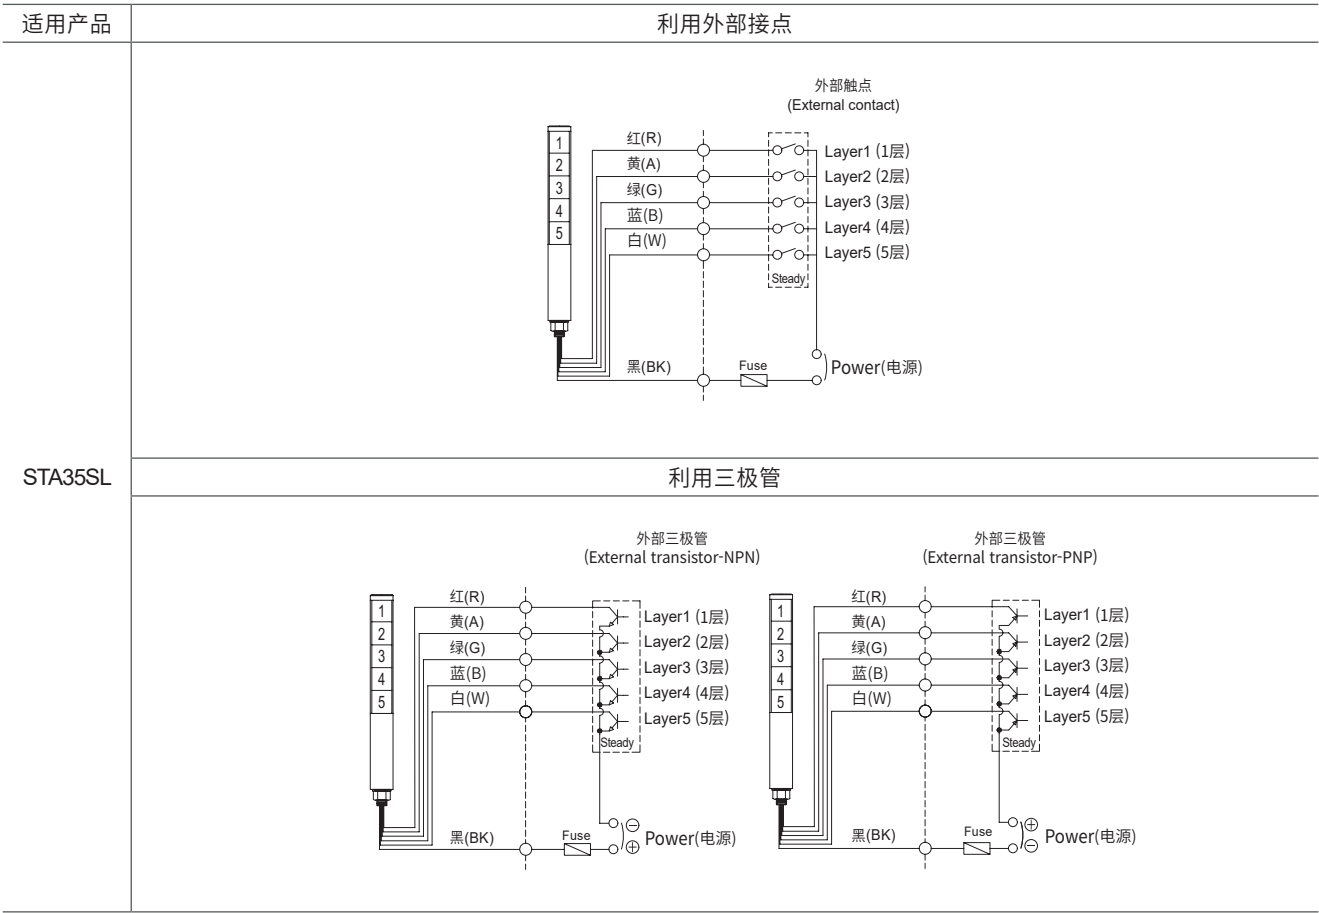 适用产品
利用外部接点
外部触点
(External contact)
1
2
3
4
5
红(R)
黄(A)
绿(G)
蓝(B)
白(W)
黑(BK)
Layer1 (1层)
Layer2 (2层)
Layer3 (3层)
Layer4 (4层)
Layer5 (5层)
Steady
Fuse
Power(电源)
STA35SL
利用三极管
外部三极管
(External transistor-NPN)
1
2
3
4
5
红(R)
黄(A)
绿(G)
蓝(B)
白(W)
黑(BK)
Layer1 (1层)
Layer2 (2层)
Layer3 (3层)
Layer4 (4层)
Layer5 (5层)
Steady
Fuse
Power(电源)
外部三极管
(External transistor-PNP)
1
2
3
4
5
红(R)
黄(A)
绿(G)
蓝(B)
白(W)
黑(BK)
Layer1 (1层)
Layer2 (2层)
Layer3 (3层)
Layer4 (4层)
Layer5 (5层)
Steady
Fuse
Power(电源)